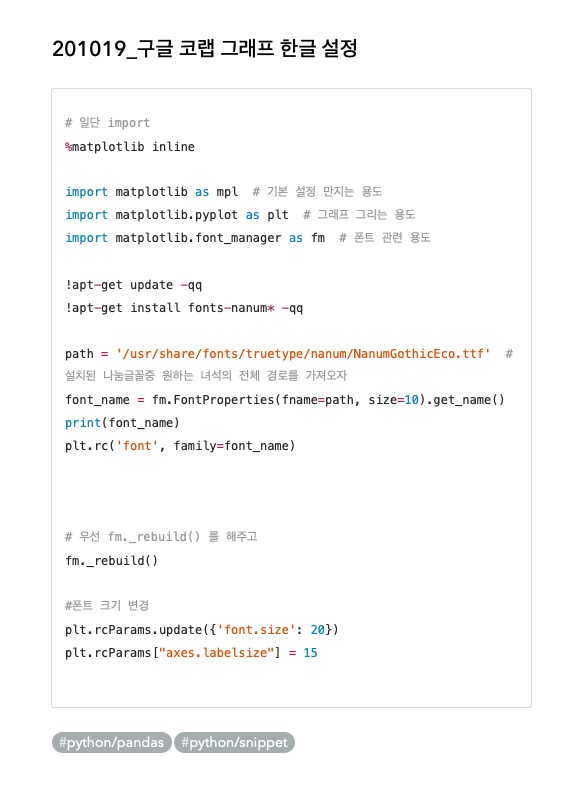 201019_구글 코랩 그래프 한글 설정
# 일단 import
%matplotlib inline
import matplotlib as mpl  # 기본 설정 만지는 용도
import matplotlib.pyplot as plt  # 그래프 그리는 용도
import matplotlib.font_manager as fm  # 폰트 관련 용도
!apt-get update -qq
!apt-get install fonts-nanum* -qq
path = '/usr/share/fonts/truetype/nanum/NanumGothicEco.ttf'  #
설치된 나눔글꼴중 원하는 녀석의 전체 경로를 가져오자
font_name = fm.FontProperties(fname=path, size=10).get_name()
print(font_name)
plt.rc('font', family=font_name)
# 우선 fm._rebuild() 를 해주고
fm._rebuild()
#폰트 크기 변경
plt.rcParams.update({'font.size': 20})
plt.rcParams["axes.labelsize"] = 15
#python/pandas #python/snippet